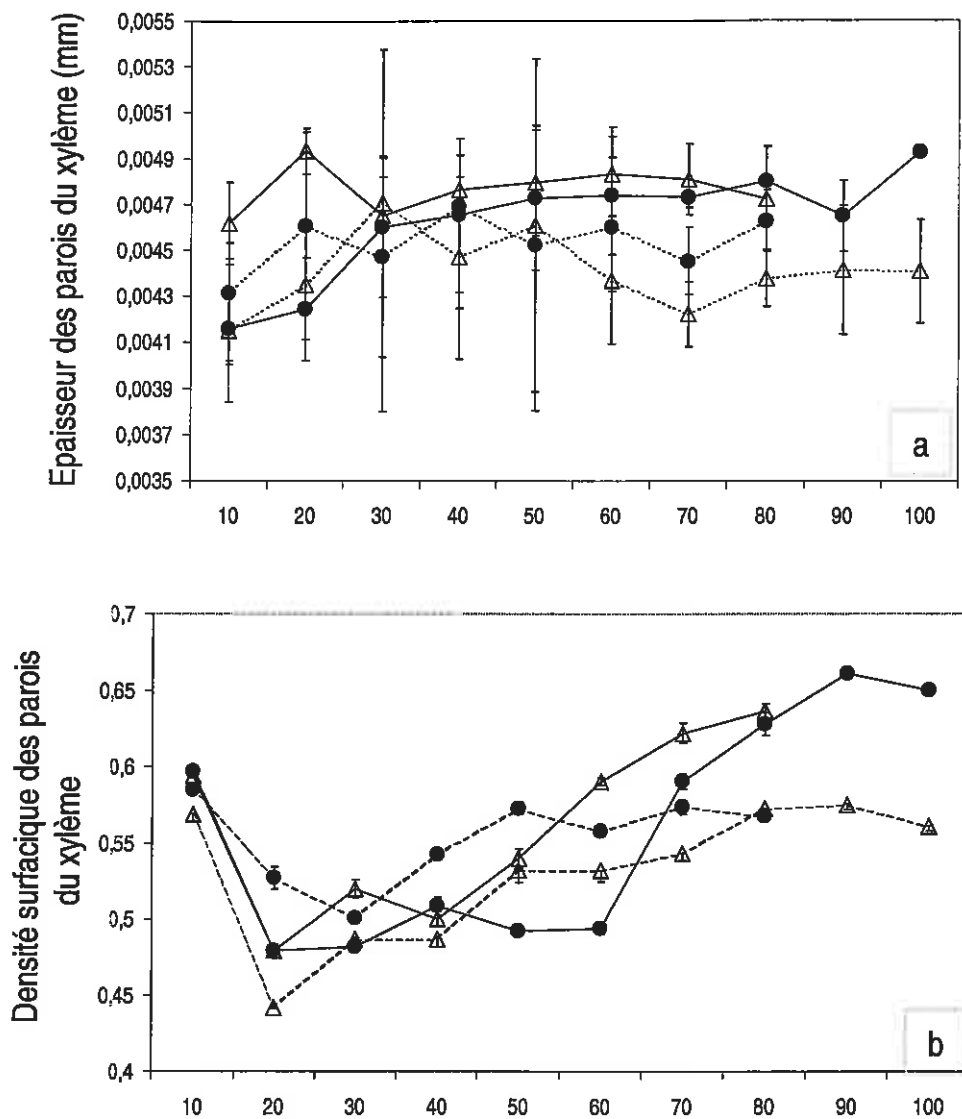 Epaisseur des parois du xylème (mm)
0,0055
0,0053
0,0051
0,0049
0,0047
0,0045
0,0043
0,0041
0,0039
0,0037
0,0035
a
10 20 30 40 50 60 70 80 90 100
Densité surfacique des parois
du xylème
0,7
0,65
0,6
0,55
0,5
0,45
0,4
b
10 20 30 40 50 60 70 80 90 100